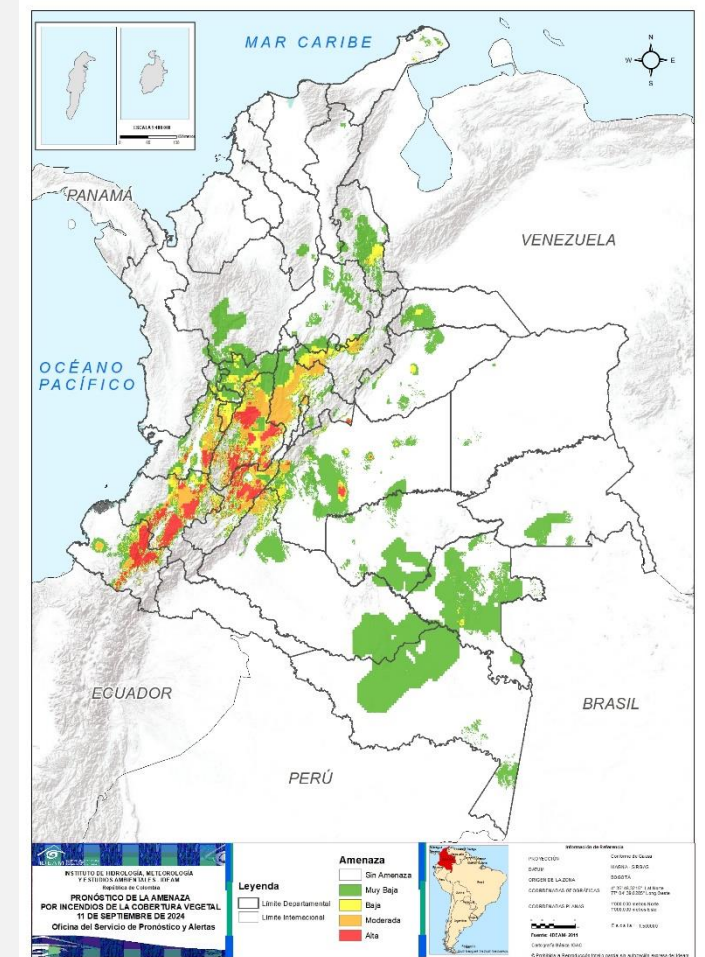 MAR CARIBE
N
W
E
S
PANAMÁ
VENEZUELA
OCÉANO
PACÍFICO
ECUADOR
BRASIL
PERÚ
IDEAM
INSTITUTO DE HIDROLOGÍA, METEOROLOGÍA
Y ESTUDIOS AMBIENTALES - IDEAM
República de Colombia
PRONÓSTICO DE LA AMENAZA
POR INCENDIOS DE LA COBERTURA VEGETAL
11 DE SEPTIEMBRE DE 2024
Oficina del Servicio de Pronóstico y Alertas
Leyenda
Límite Departamental
Límite Internacional
Amenaza
Sin Amenaza
Muy Baja
Baja
Moderada
Alta
Información de Referencia
PROYECCIÓN
DATUM
ORIGEN DE LA ZONA
BOGOTÁ
COORDENADAS GEOGRÁFICAS
COORDENADAS PLANAS
Escala
Fuente: IDEAM